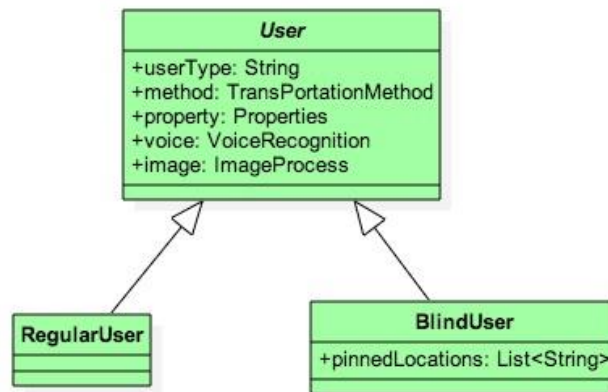 User
+userType: String
+method: TransPortationMethod
+property: Properties
+voice: VoiceRecognition
+image: ImageProcess
RegularUser
BlindUser
+pinnedLocations: List<String>